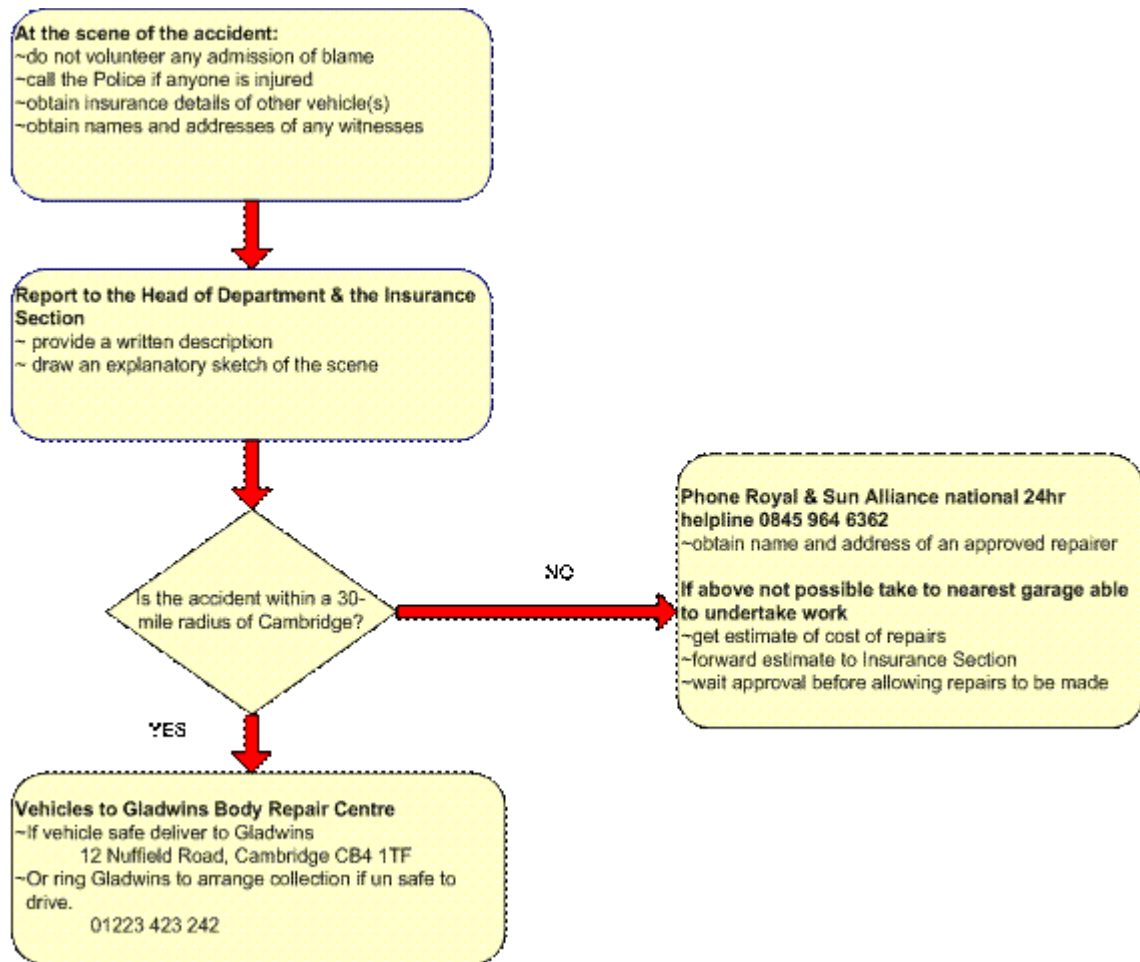 At the scene of the accident:
~do not volunteer any admission of blame
~call the Police if anyone is injured
~obtain insurance details of other vehicle(s)
~obtain names and addresses of any witnesses
Report to the Head of Department & the Insurance
Section
~ provide a written description
~ draw an explanatory sketch of the scene
Is the accident within a 30-
mile radius of Cambridge?
NO
Phone Royal & Sun Alliance national 24hr
helpline 0845 964 6362
~obtain name and address of an approved repairer
If above not possible take to nearest garage able
to undertake work
~get estimate of cost of repairs
~forward estimate to Insurance Section
~wait approval before allowing repairs to be made
YES
Vehicles to Gladwins Body Repair Centre
~If vehicle safe deliver to Gladwins
12 Nuffield Road, Cambridge CB4 1TF
~Or ring Gladwins to arrange collection if un safe to
drive.
01223 423 242